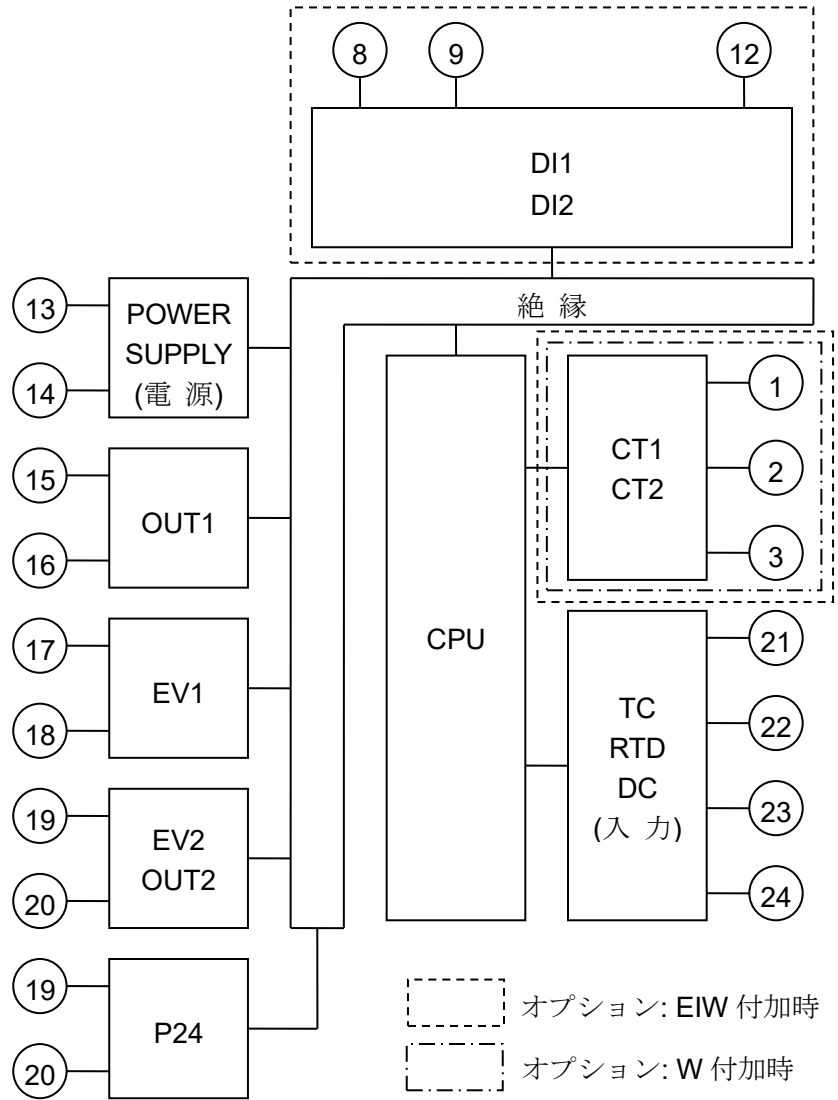 8
9
12
DI1
DI2
絶 縁
13
14
POWER
SUPPLY
(電 源)
15
16
OUT1
17
18
EV1
19
20
EV2
OUT2
19
20
P24
CPU
CT1
CT2
1
2
3
TC
RTD
DC
(入 力)
21
22
23
24
オプション: EIW 付加時
オプション: W 付加時